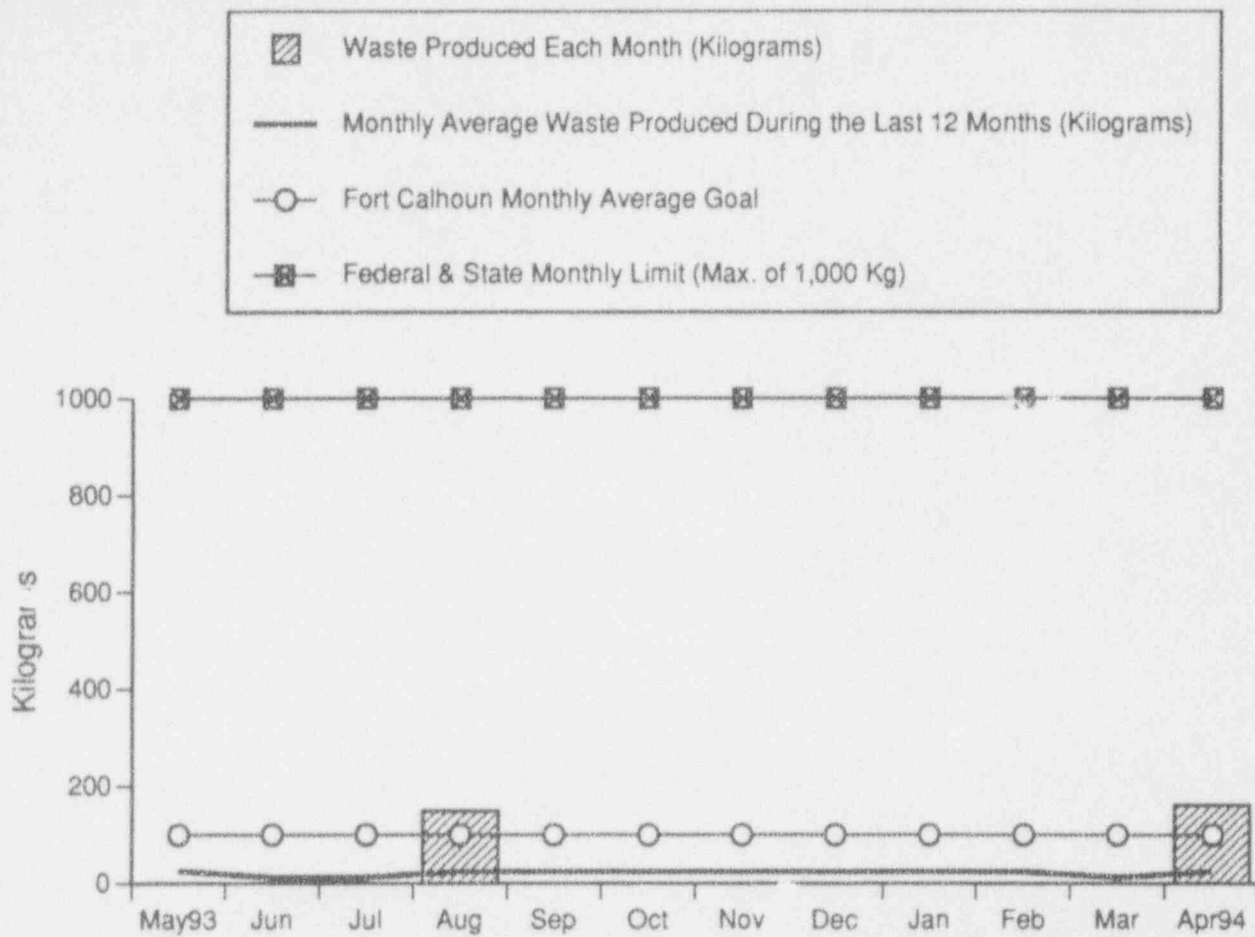 Waste Produced Each Month (Kilograms)
Monthly Average Waste Produced During the Last 12 Months (Kilograms)
Fort Calhoun Monthly Average Goal
Federal & State Monthly Limit (Max. of 1,000 Kg)
1000
800
600
400
200
0
May93 Jun Jul Aug Sep Oct Nov Dec Jan Feb Mar Apr94